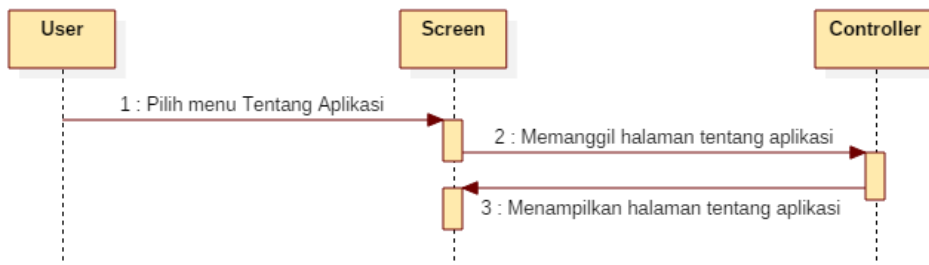 User
Screen
Controller
1 : Pilih menu Tentang Aplikasi
2 : Memanggil halaman tentang aplikasi
3 : Menampilkan halaman tentang aplikasi